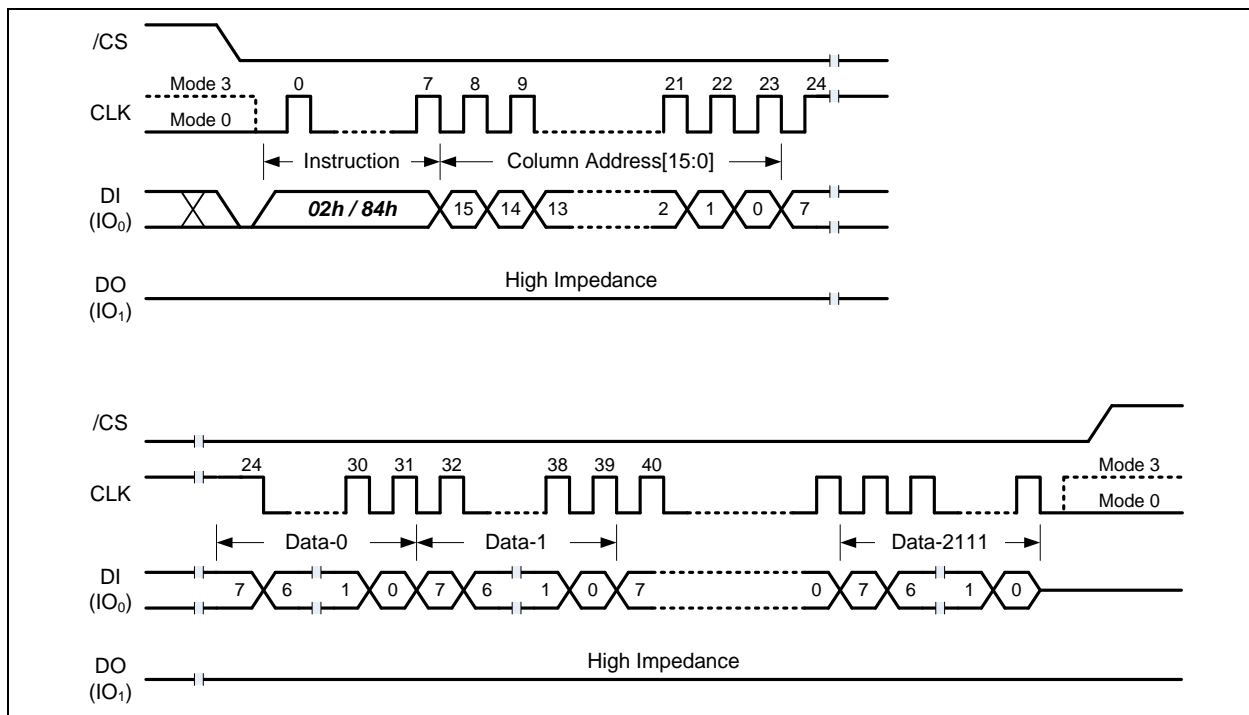 /CS
Mode 3 0 7 8 9 21 22 23 24
CLK
Mode 0
Instruction Column Address[15:0]
DI
(IO0)
02h / 84h 15 14 13 2 1 0 7
High Impedance
DO
(IO1)
/CS
24 30 31 32 38 39 40 Mode 3
CLK
Mode 0
Data-0 Data-1 Data-2111
DI
(IO0)
7 6 1 0 7 6 1 0 7 0 7 6 1 0
High Impedance
DO
(IO1)